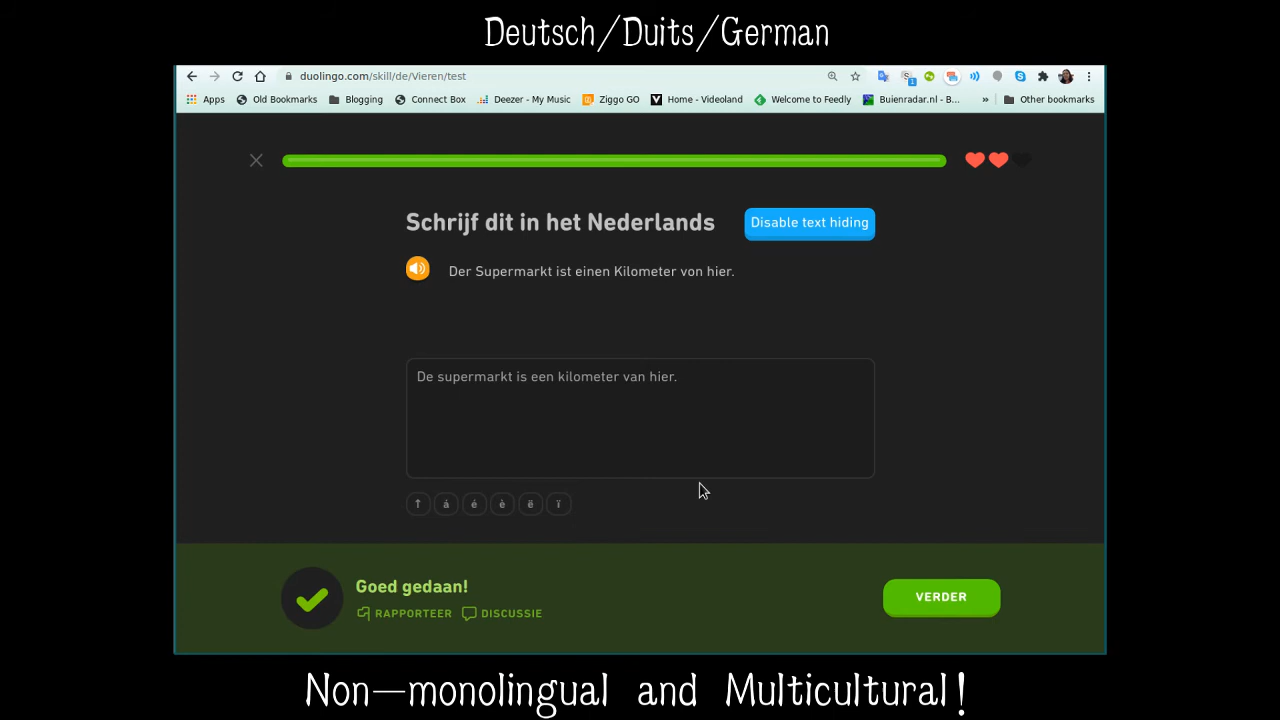 Deutsch/Duits/German
duolingo.com/skill/de/Vieren/test
Apps Old Bookmarks Blogging Connect Box Deezer - My Music Ziggo GO Home - Videoland Welcome to Feedly Buienradar.nl - B... » Other bookmarks
Schrijf dit in het Nederlands
Disable text hiding
Der Supermarkt ist einen Kilometer von hier.
De supermarkt is een kilometer van hier.
↑ á é è ë ï
Goed gedaan!
RAPPORTEER DISCUSSIE
VERDER
Non-monolingual and Multicultural!